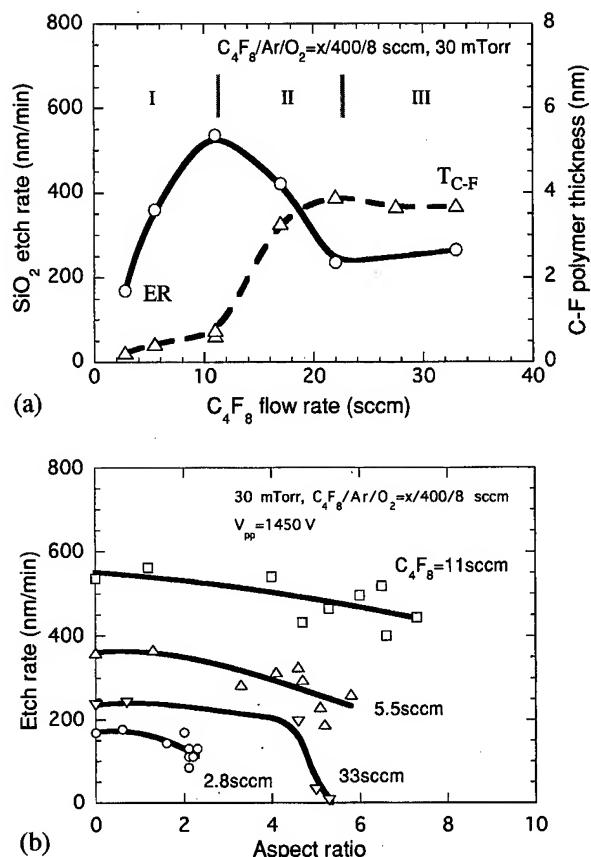 C4F8/Ar/O2=x/400/8 sccm, 30 mTorr
I II III
800
600
400
200
0
8
6
4
2
0
ER
TC-F
SiO2 etch rate (nm/min)
C-F polymer thickness (nm)
0 10 20 30 40
(a) C4F8 flow rate (sccm)
30 mTorr, C4F8/Ar/O2=x/400/8 sccm
Vpp=1450 V
C4F8=11sccm
5.5sccm
33sccm
2.8sccm
800
600
400
200
0
Etch rate (nm/min)
0 2 4 6 8 10
(b) Aspect ratio